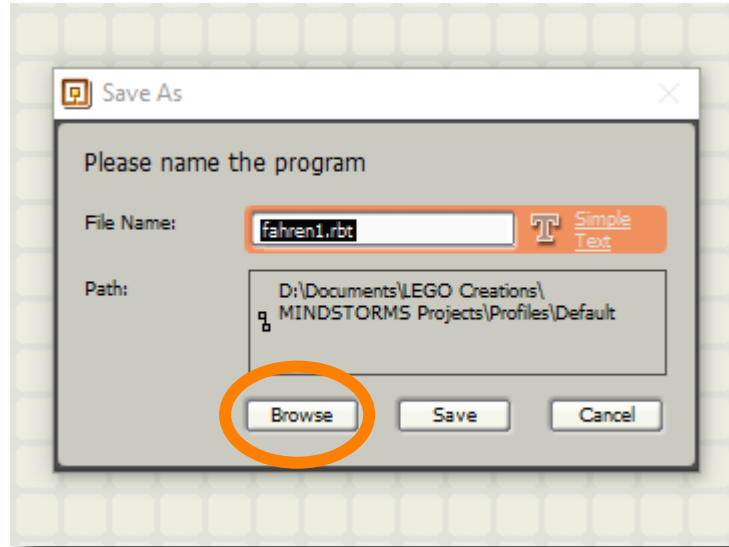 Save As
Please name the program
File Name:
fahren1.rbt
Simple
Text
Path:
D:\Documents\LEGO Creations\
MINDSTORMS Projects\Profiles\Default
Browse
Save
Cancel